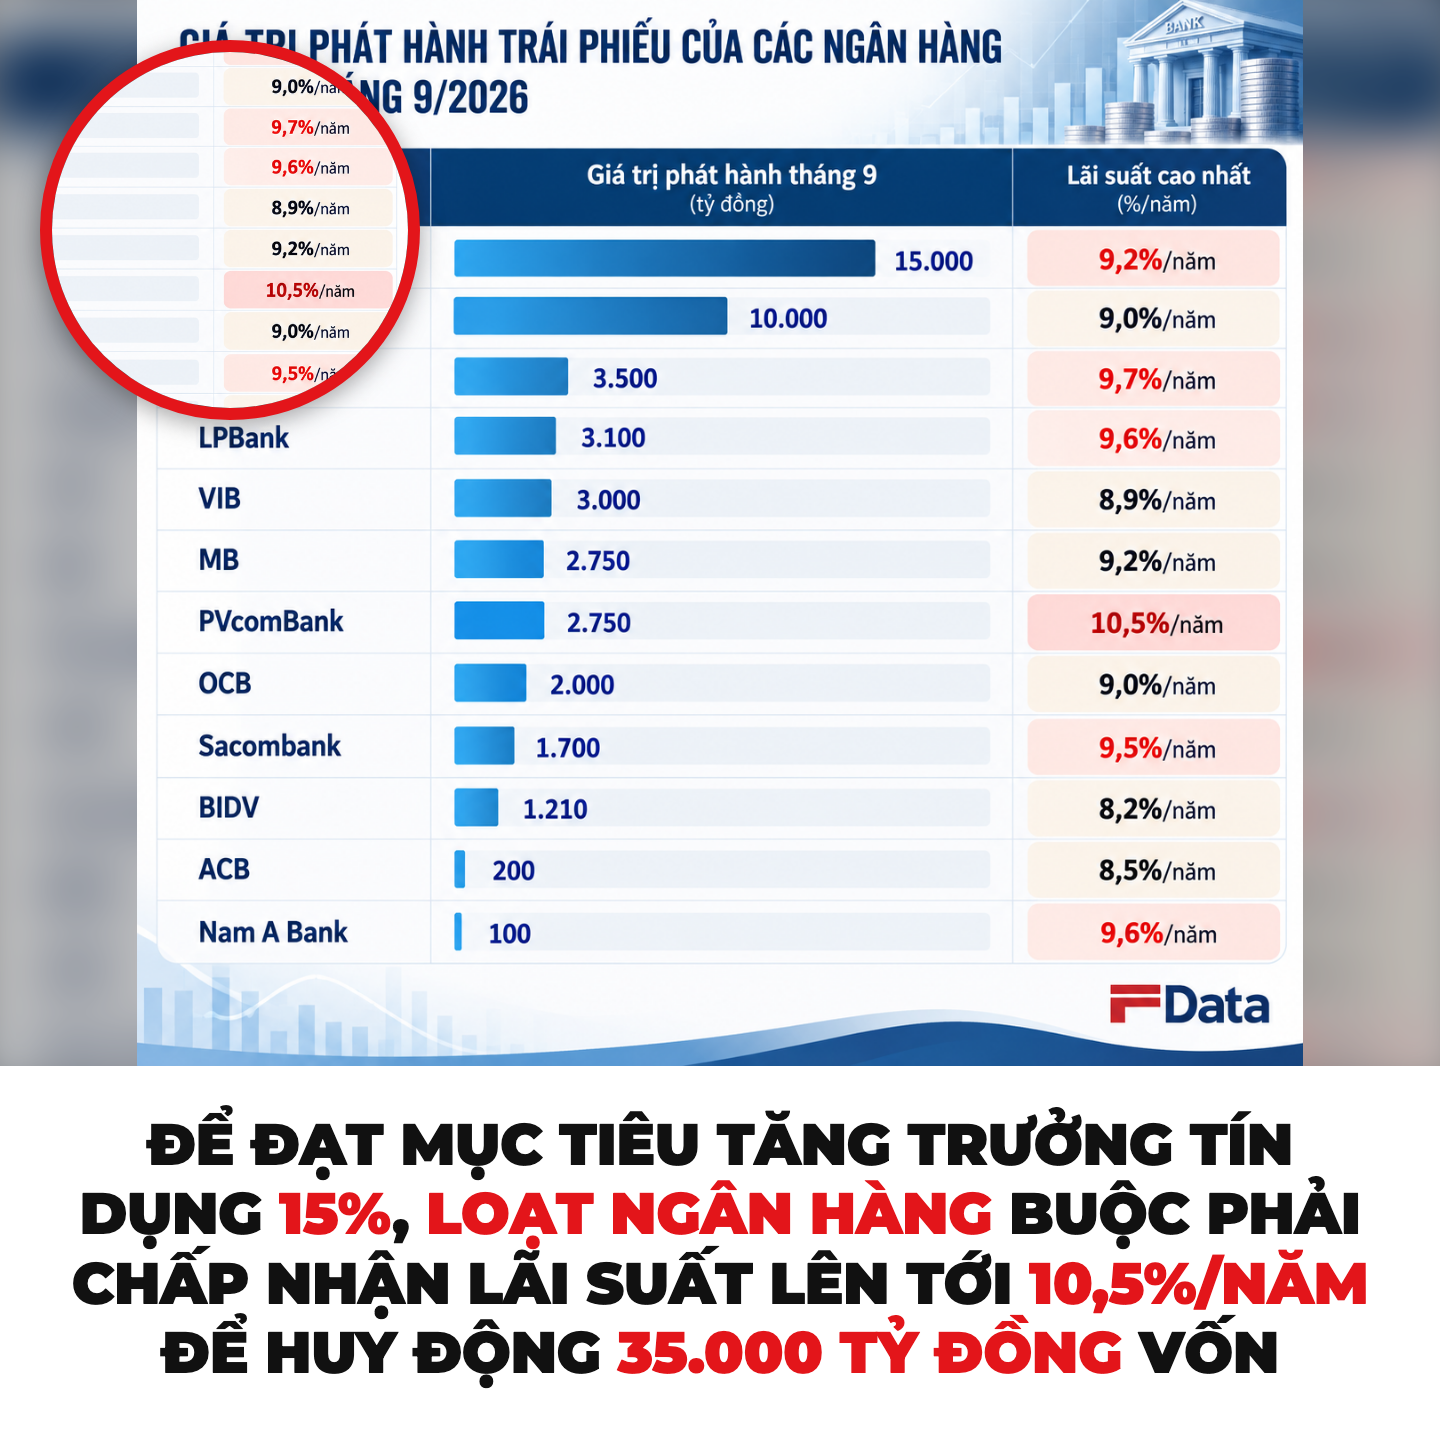 PHÁT HÀNH TRÁI PHIẾU CỦA CÁC NGÂN HÀNG
9/2026
BANK
9,0%/năm
9,7%/năm
9,6%/năm
8,9%/năm
9,2%/năm
10,5%/năm
9,0%/năm
9,5%/năm
Giá trị phát hành tháng 9
(tỷ đồng)
Lãi suất cao nhất
(%/năm)
15.000 9,2%/năm
10.000 9,0%/năm
3.500 9,7%/năm
LPBank 3.100 9,6%/năm
VIB 3.000 8,9%/năm
MB 2.750 9,2%/năm
PVcomBank 2.750 10,5%/năm
OCB 2.000 9,0%/năm
Sacombank 1.700 9,5%/năm
BIDV 1.210 8,2%/năm
ACB 200 8,5%/năm
Nam A Bank 100 9,6%/năm
FData
ĐỂ ĐẠT MỤC TIÊU TĂNG TRƯỞNG TÍN
DỤNG 15%, LOẠT NGÂN HÀNG BUỘC PHẢI
CHẤP NHẬN LÃI SUẤT LÊN TỚI 10,5%/NĂM
ĐỂ HUY ĐỘNG 35.000 TỶ ĐỒNG VỐN